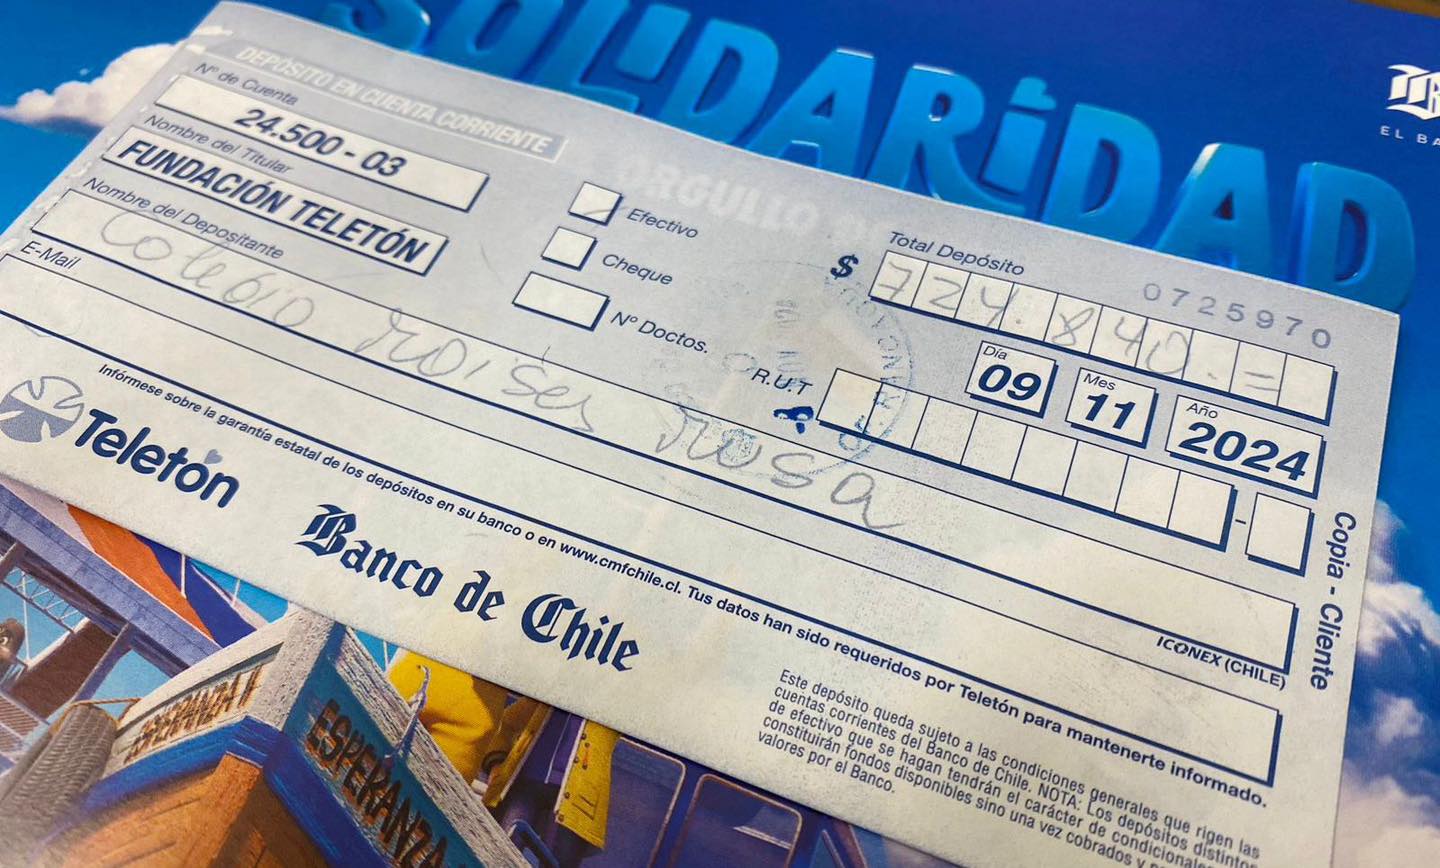 SOLIDARIDAD
EL BA
DEPÓSITO EN CUENTA CORRIENTE
ORGULLO
Nº de Cuenta
24.500 - 03
Nombre del Titular
FUNDACIÓN TELETÓN
Nombre del Depositante
Colegio Moisés Mussa
E-Mail
Efectivo
Cheque
Nº Doctos.
Total Depósito
0725970
$ 724.840.=
Día Mes Año
09 11 2024
R.U.T
-
Teletón
Infórmese sobre la garantía estatal de los depósitos en su banco o en www.cmfchile.cl. Tus datos han sido requeridos por Teletón para mantenerte informado.
Banco de Chile
ICONEX (CHILE)
Copia - Cliente
Este depósito queda sujeto a las condiciones generales que rigen las
cuentas corrientes del Banco de Chile. NOTA: Los depósitos distintos
de efectivo que se hagan tendrán el carácter de condicionales
constituirán fondos disponibles sino una vez cobrados y
valores por el Banco.
ESPERANZA
ESPERANZA